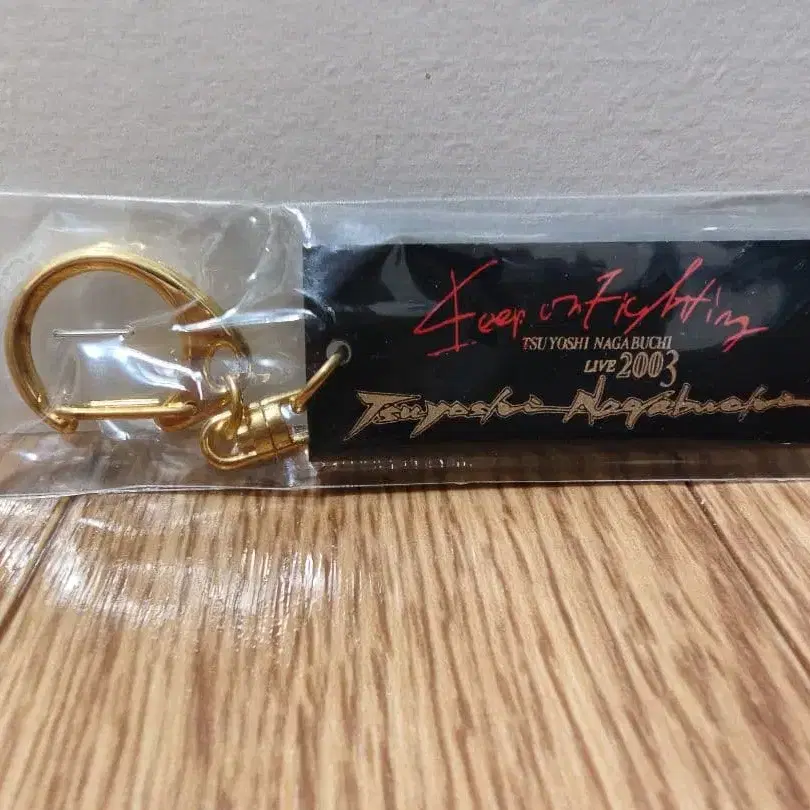 Keep on Fighting
TSUYOSHI NAGABUCHI
LIVE 2003
Tsuyoshi Nagabuchi